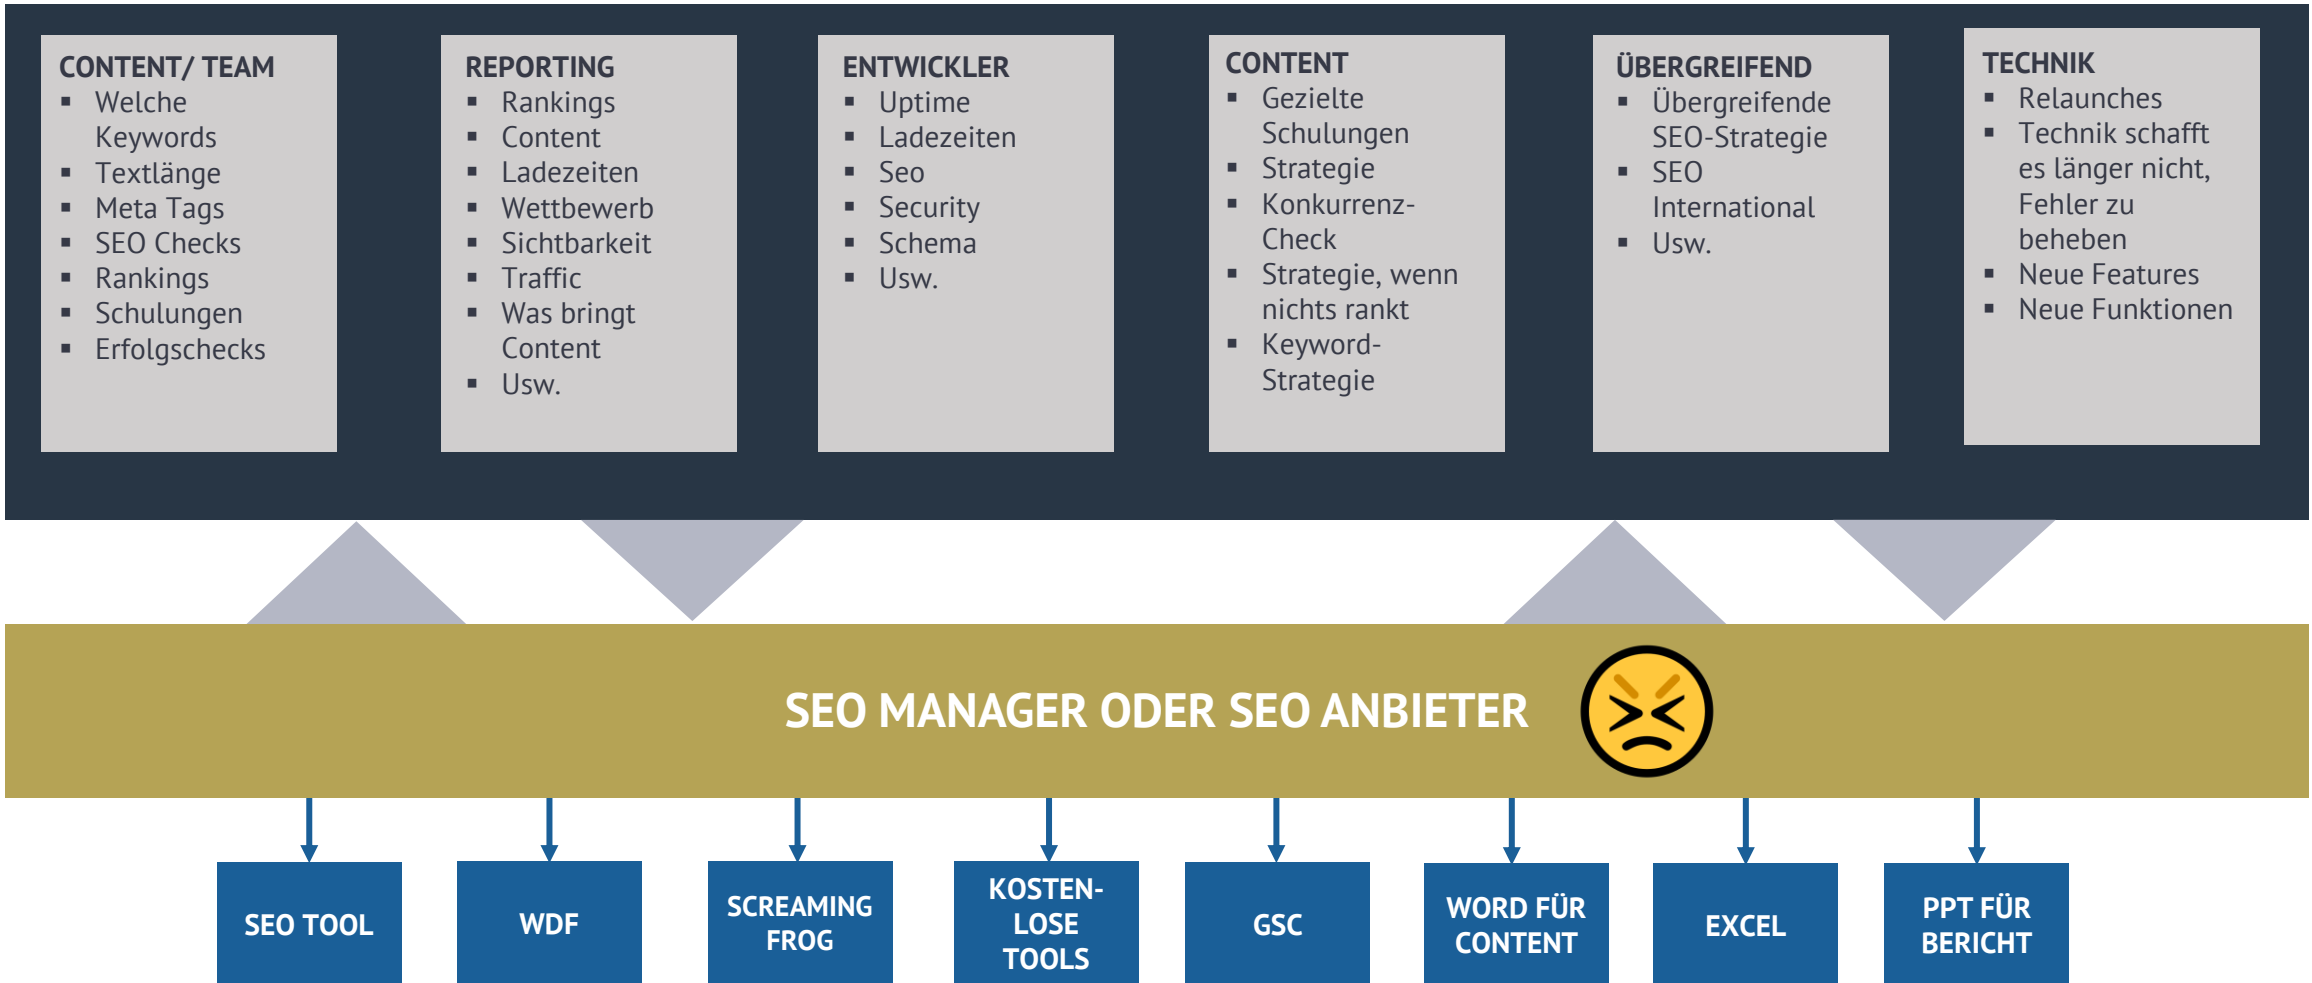 CONTENT/ TEAM
▪ Welche
Keywords
▪ Textlänge
▪ Meta Tags
▪ SEO Checks
▪ Rankings
▪ Schulungen
▪ Erfolgschecks
REPORTING
▪ Rankings
▪ Content
▪ Ladezeiten
▪ Wettbewerb
▪ Sichtbarkeit
▪ Traffic
▪ Was bringt
Content
▪ Usw.
ENTWICKLER
▪ Uptime
▪ Ladezeiten
▪ Seo
▪ Security
▪ Schema
▪ Usw.
CONTENT
▪ Gezielte
Schulungen
▪ Strategie
▪ Konkurrenz-
Check
▪ Strategie, wenn
nichts rankt
▪ Keyword-
Strategie
ÜBERGREIFEND
▪ Übergreifende
SEO-Strategie
▪ SEO
International
▪ Usw.
TECHNIK
▪ Relaunches
▪ Technik schafft
es länger nicht,
Fehler zu
beheben
▪ Neue Features
▪ Neue Funktionen
SEO MANAGER ODER SEO ANBIETER
SEO TOOL
WDF
SCREAMING
FROG
KOSTEN-
LOSE
TOOLS
GSC
WORD FÜR
CONTENT
EXCEL
PPT FÜR
BERICHT